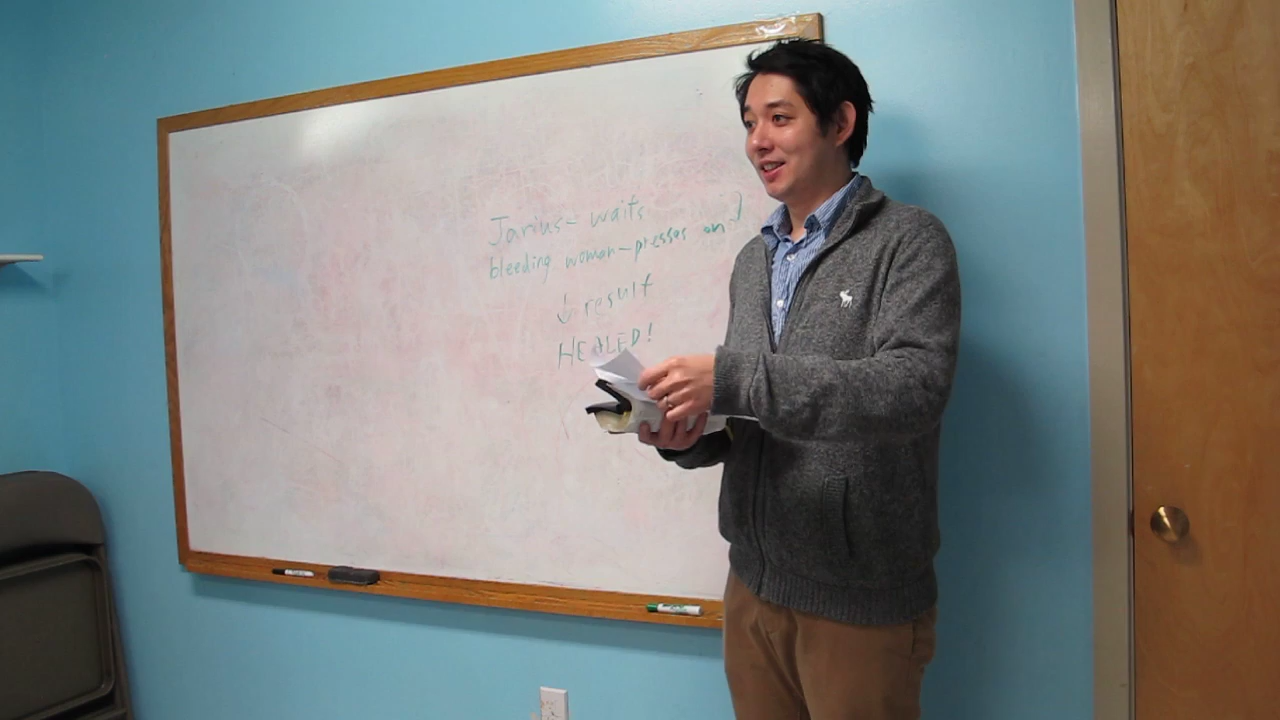 Jarius- waits
bleeding woman-presses on
↓ result
HEALED!